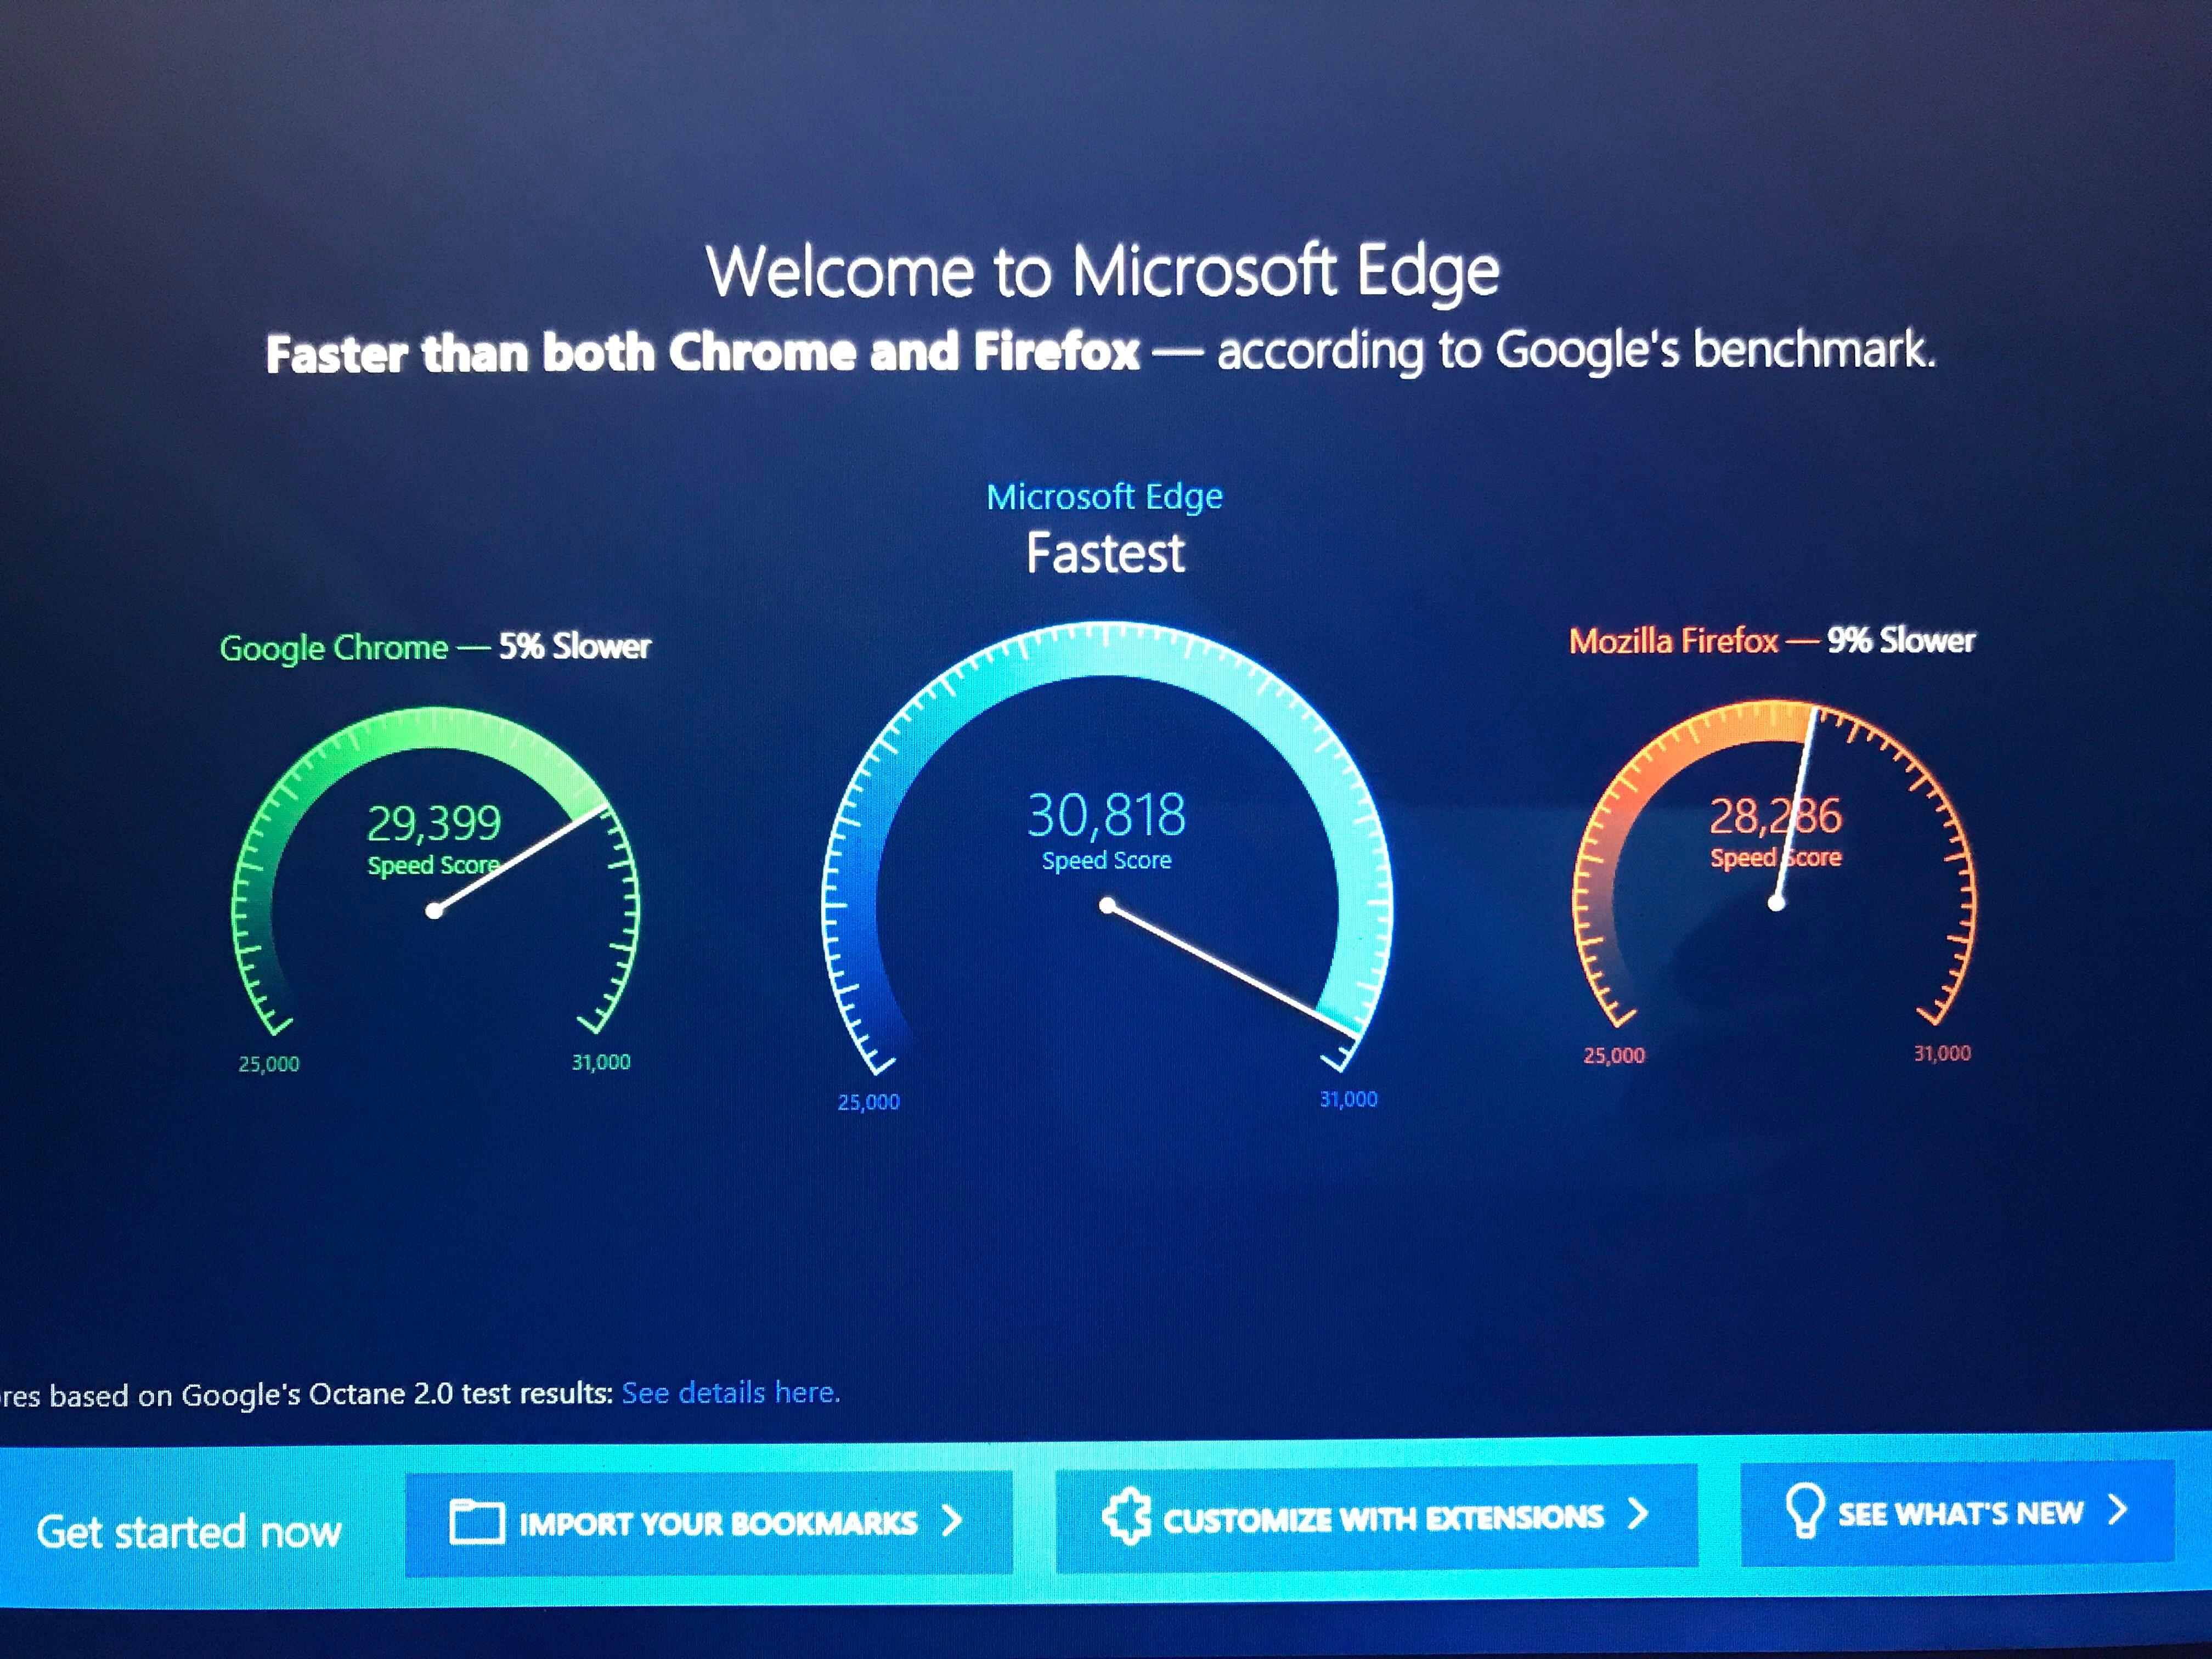 Welcome to Microsoft Edge
Faster than both Chrome and Firefox — according to Google's benchmark.
Microsoft Edge
Fastest
Google Chrome — 5% Slower
Mozilla Firefox — 9% Slower
29,399
Speed Score
30,818
Speed Score
28,286
Speed Score
25,000
31,000
25,000
31,000
25,000
31,000
based on Google's Octane 2.0 test results: See details here.
Get started now
IMPORT YOUR BOOKMARKS
CUSTOMIZE WITH EXTENSIONS
SEE WHAT'S NEW